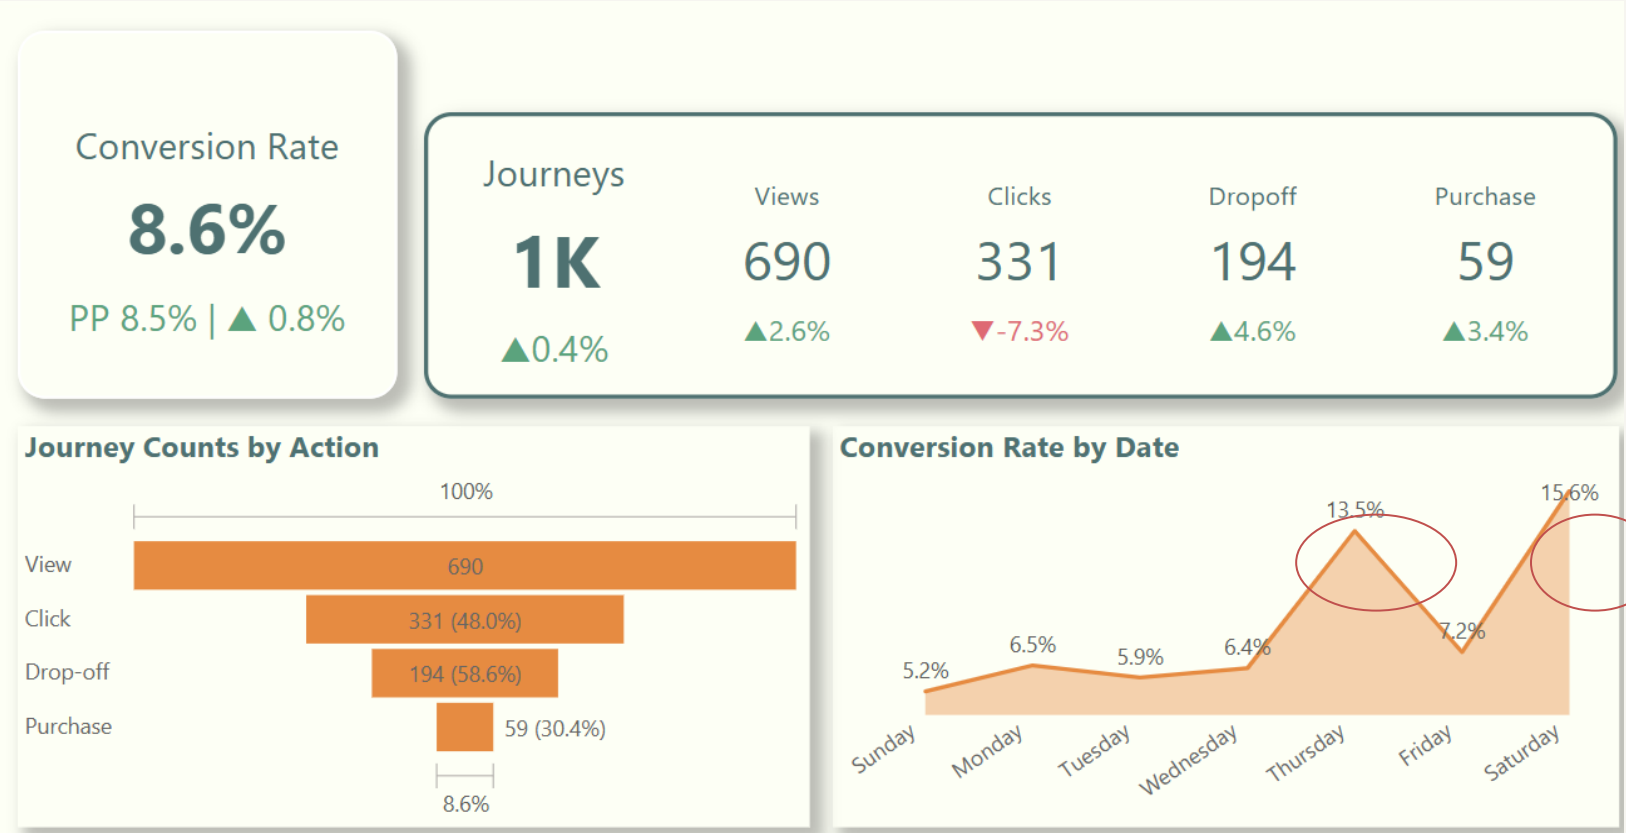 Conversion Rate
8.6%
PP 8.5% | ▲ 0.8%
Journeys
1K
▲0.4%
Views
690
▲2.6%
Clicks
331
▼-7.3%
Dropoff
194
▲4.6%
Purchase
59
▲3.4%
Journey Counts by Action
100%
View
690
Click
331 (48.0%)
Drop-off
194 (58.6%)
Purchase
59 (30.4%)
8.6%
Conversion Rate by Date
5.2%
6.5%
5.9%
6.4%
13.5%
7.2%
15.6%
Sunday
Monday
Tuesday
Wednesday
Thursday
Friday
Saturday